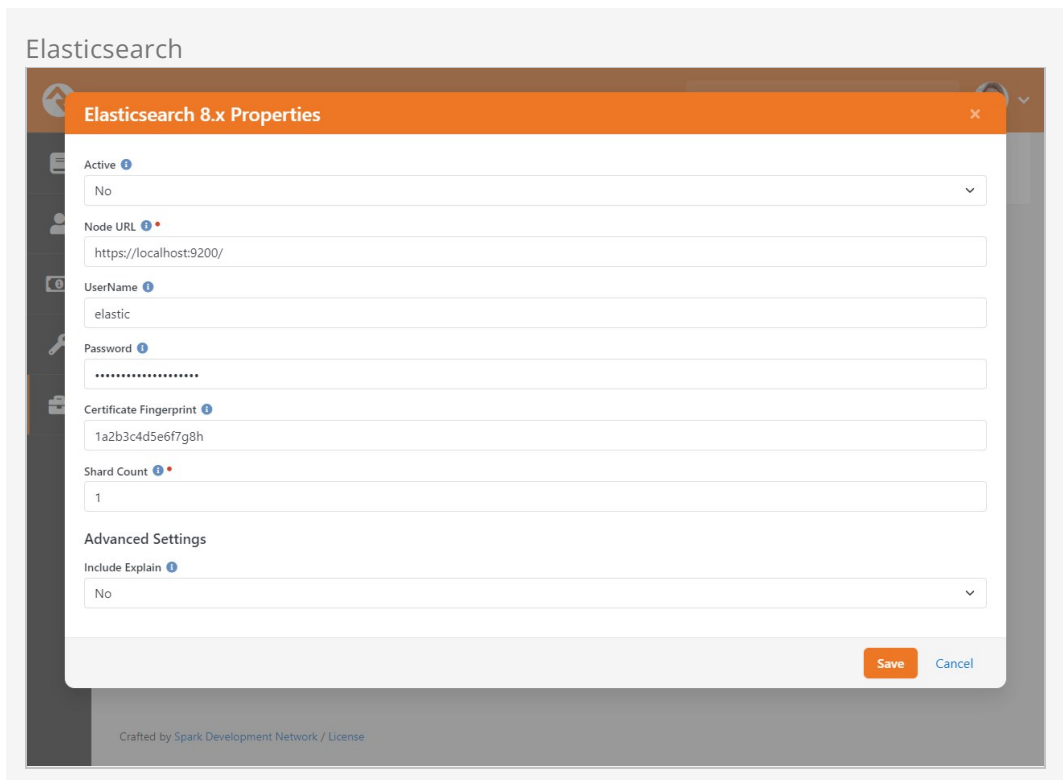 Elasticsearch
Elasticsearch 8.x Properties
Active
No
Node URL
https://localhost:9200/
UserName
elastic
Password
••••••••••••••••••••
Certificate Fingerprint
1a2b3c4d5e6f7g8h
Shard Count
1
Advanced Settings
Include Explain
No
Save Cancel
Crafted by Spark Development Network / License